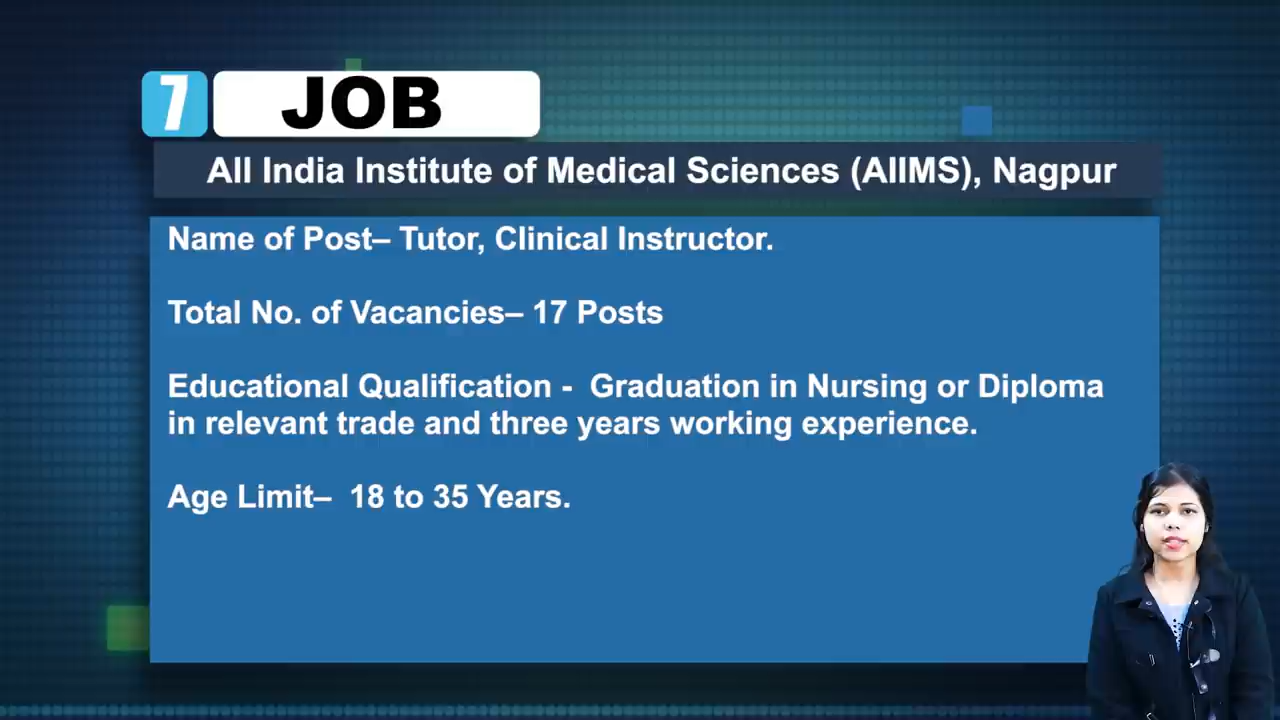 7 JOB
All India Institute of Medical Sciences (AIIMS), Nagpur
Name of Post– Tutor, Clinical Instructor.
Total No. of Vacancies– 17 Posts
Educational Qualification -  Graduation in Nursing or Diploma
in relevant trade and three years working experience.
Age Limit–  18 to 35 Years.